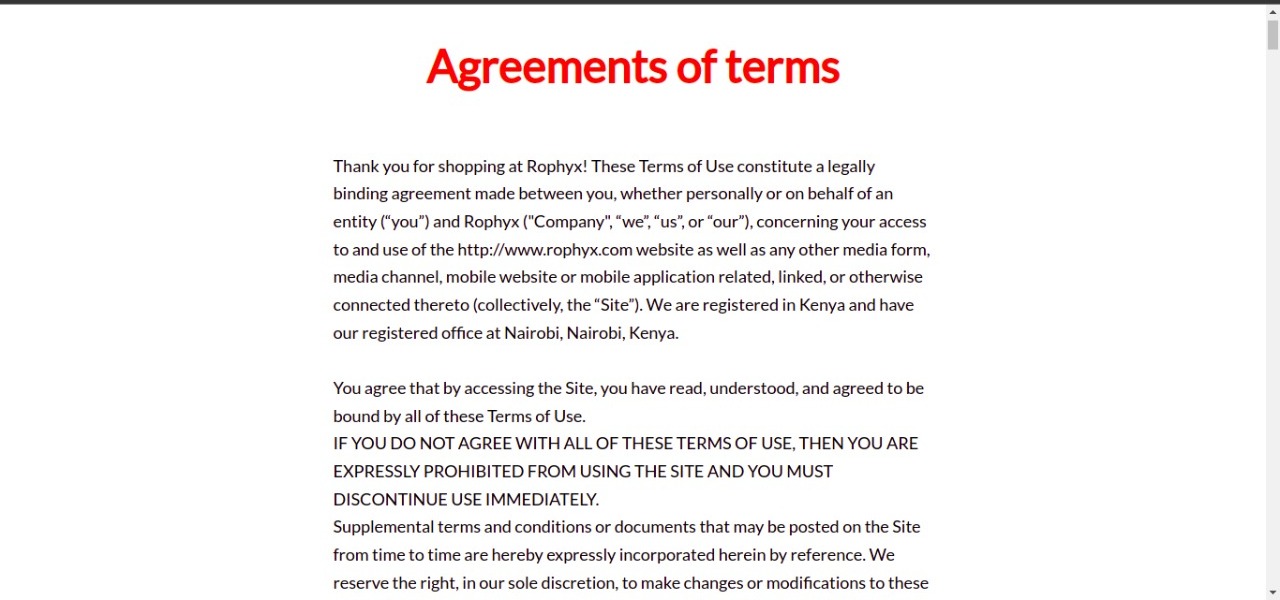 Agreements of terms
Thank you for shopping at Rophyx! These Terms of Use constitute a legally
binding agreement made between you, whether personally or on behalf of an
entity (“you”) and Rophyx ("Company", “we”, “us”, or “our”), concerning your access
to and use of the http://www.rophyx.com website as well as any other media form,
media channel, mobile website or mobile application related, linked, or otherwise
connected thereto (collectively, the “Site”). We are registered in Kenya and have
our registered office at Nairobi, Nairobi, Kenya.
You agree that by accessing the Site, you have read, understood, and agreed to be
bound by all of these Terms of Use.
IF YOU DO NOT AGREE WITH ALL OF THESE TERMS OF USE, THEN YOU ARE
EXPRESSLY PROHIBITED FROM USING THE SITE AND YOU MUST
DISCONTINUE USE IMMEDIATELY.
Supplemental terms and conditions or documents that may be posted on the Site
from time to time are hereby expressly incorporated herein by reference. We
reserve the right, in our sole discretion, to make changes or modifications to these